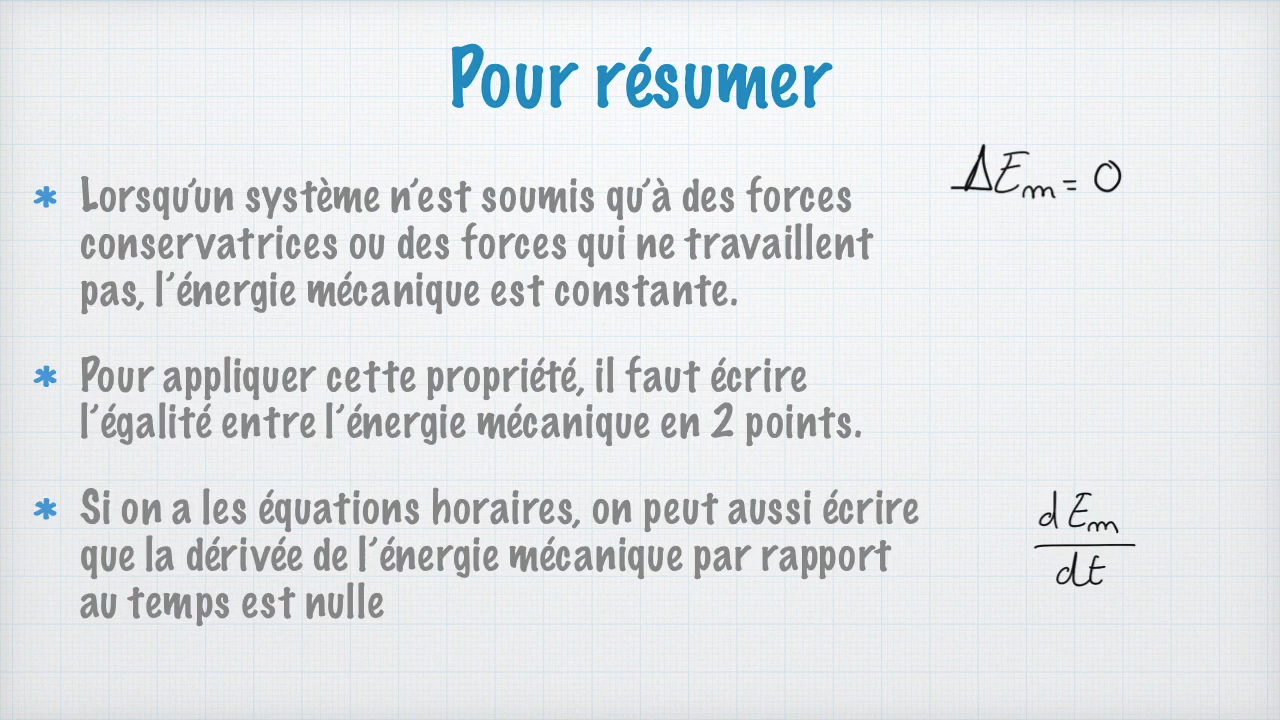 Pour résumer
ΔEm = 0
* Lorsqu'un système n'est soumis qu'à des forces
conservatrices ou des forces qui ne travaillent
pas, l'énergie mécanique est constante.
* Pour appliquer cette propriété, il faut écrire
l'égalité entre l'énergie mécanique en 2 points.
* Si on a les équations horaires, on peut aussi écrire
que la dérivée de l'énergie mécanique par rapport
au temps est nulle
dEm
dt